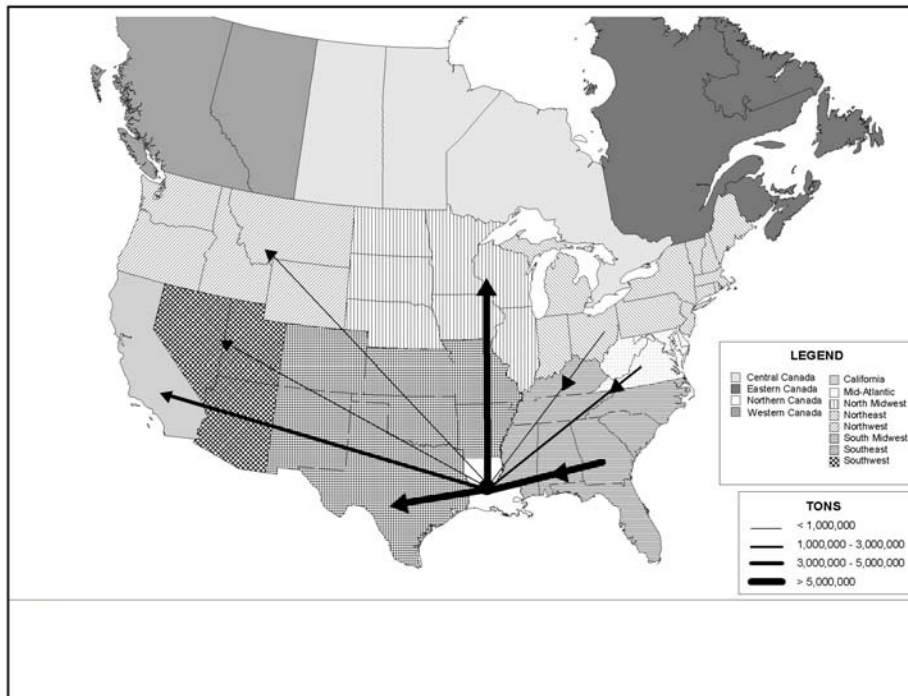 LEGEND
Central Canada
Eastern Canada
Northern Canada
Western Canada
California
Mid-Atlantic
North Midwest
Northeast
Northwest
South Midwest
Southeast
Southwest
TONS
< 1,000,000
1,000,000 - 3,000,000
3,000,000 - 5,000,000
> 5,000,000